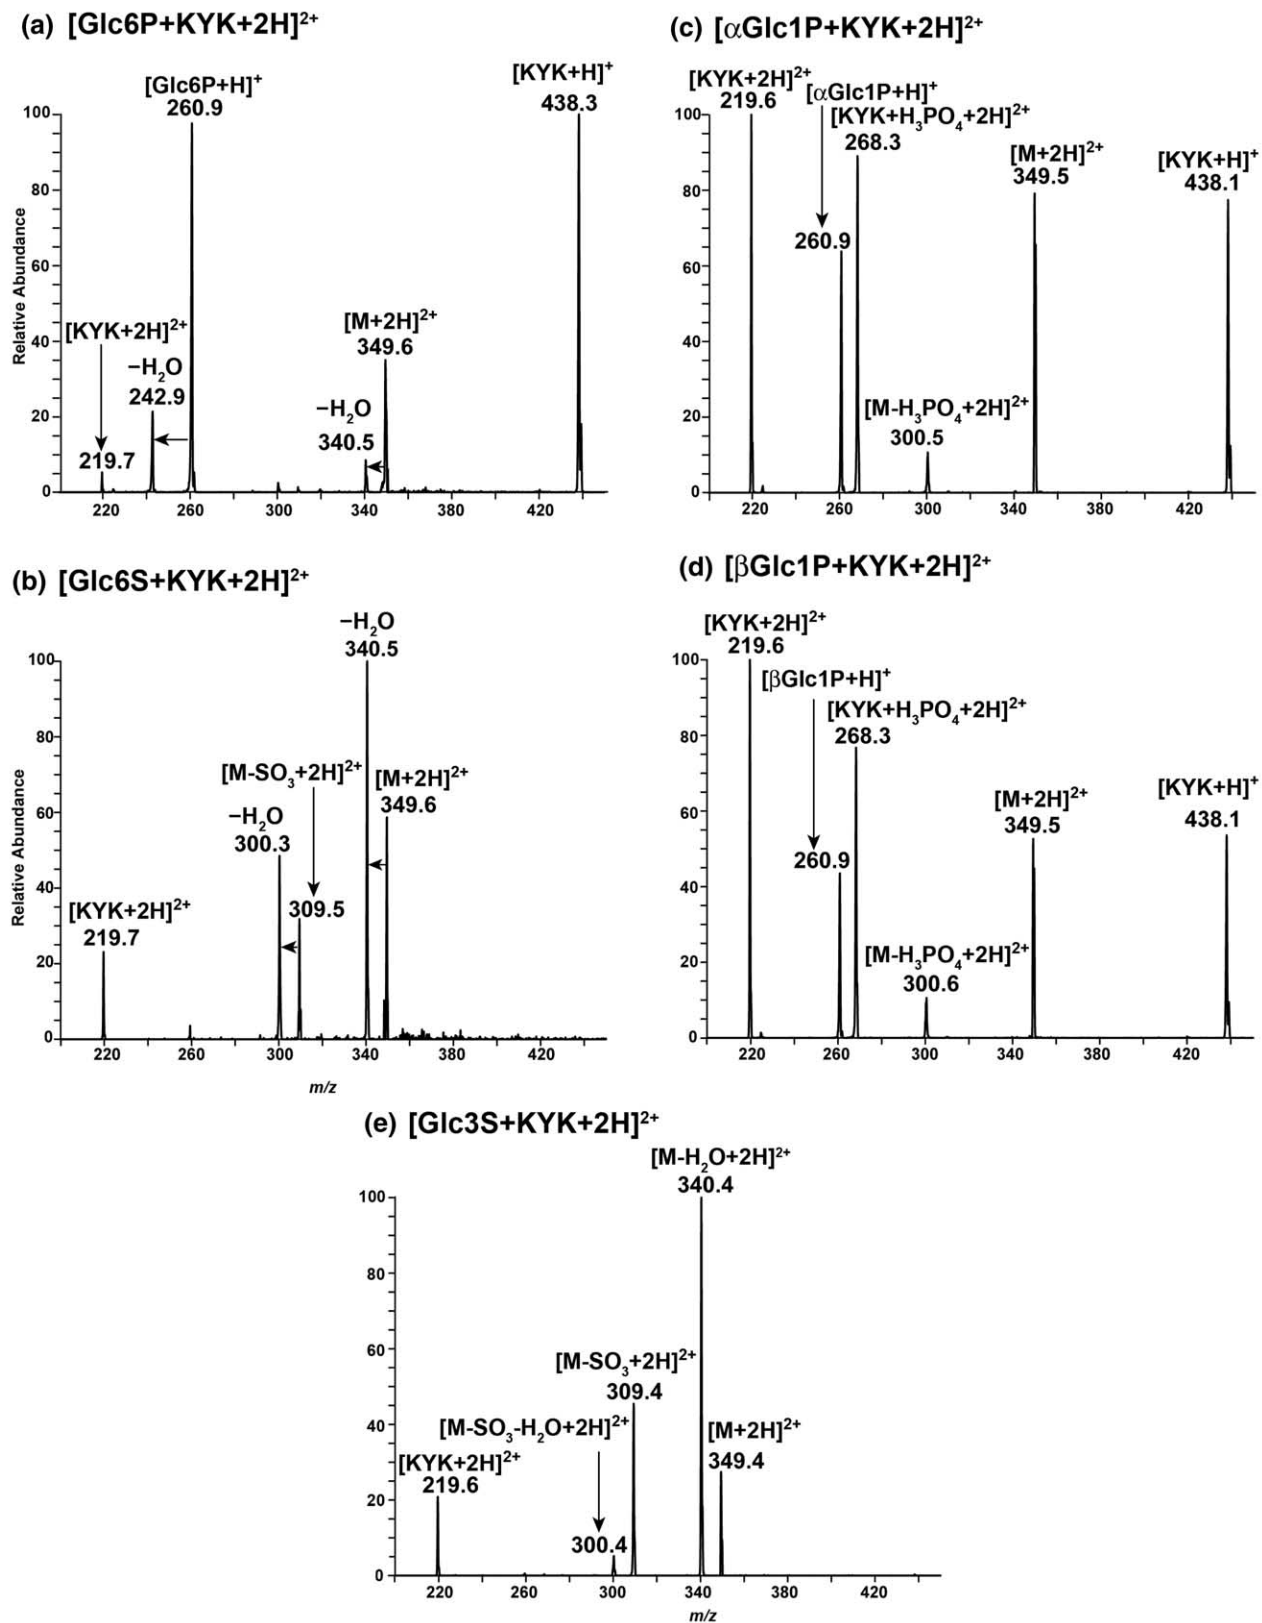 (a) [Glc6P+KYK+2H]²⁺
[Glc6P+H]⁺
260.9
[KYK+H]⁺
438.3
100
80
60
40
20
0
Relative Abundance
[KYK+2H]²⁺
219.7
−H₂O
242.9
[M+2H]²⁺
349.6
−H₂O
340.5
220 260 300 340 380 420
(c) [αGlc1P+KYK+2H]²⁺
[KYK+2H]²⁺
219.6
[αGlc1P+H]⁺
260.9
[KYK+H₃PO₄+2H]²⁺
268.3
[M+2H]²⁺
349.5
[KYK+H]⁺
438.1
[M-H₃PO₄+2H]²⁺
300.5
100
80
60
40
20
0
220 260 300 340 380 420
(b) [Glc6S+KYK+2H]²⁺
−H₂O
340.5
100
80
60
40
20
0
Relative Abundance
[M-SO₃+2H]²⁺
309.5
[M+2H]²⁺
349.6
−H₂O
300.3
[KYK+2H]²⁺
219.7
220 260 300 340 380 420
m/z
(d) [βGlc1P+KYK+2H]²⁺
[KYK+2H]²⁺
219.6
[βGlc1P+H]⁺
260.9
[KYK+H₃PO₄+2H]²⁺
268.3
[M+2H]²⁺
349.5
[KYK+H]⁺
438.1
[M-H₃PO₄+2H]²⁺
300.6
100
80
60
40
20
0
220 260 300 340 380 420
(e) [Glc3S+KYK+2H]²⁺
[M-H₂O+2H]²⁺
340.4
100
80
60
40
20
0
[M-SO₃+2H]²⁺
309.4
[M-SO₃-H₂O+2H]²⁺
300.4
[M+2H]²⁺
349.4
[KYK+2H]²⁺
219.6
220 260 300 340 380 420
m/z